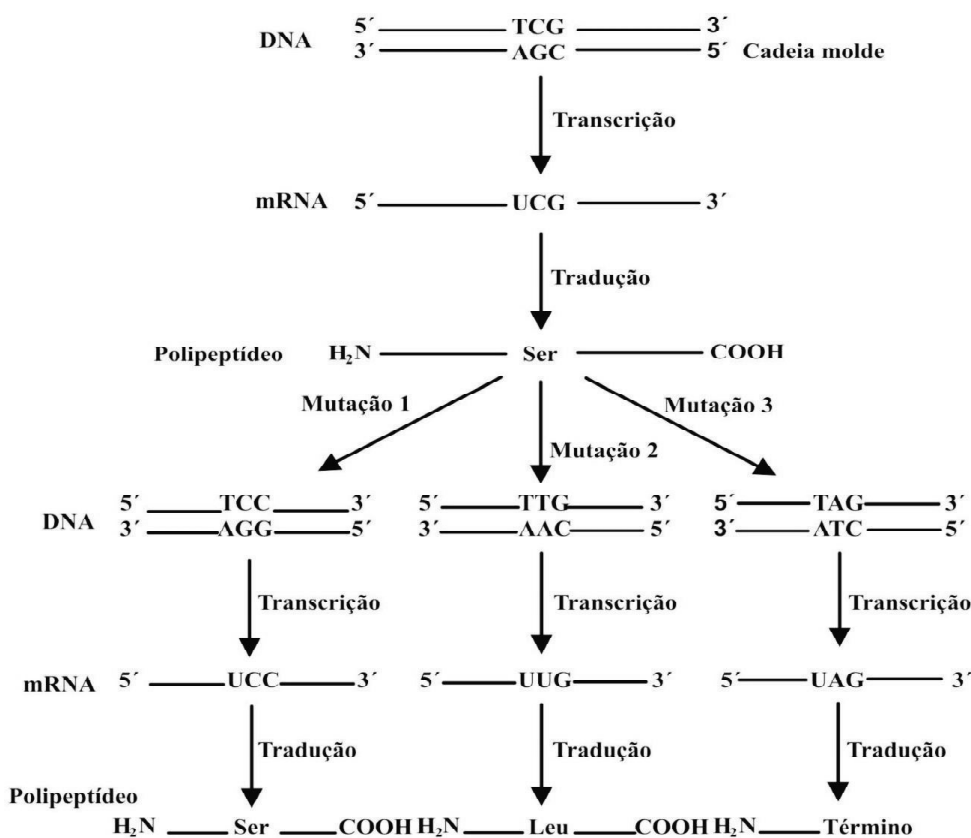 DNA 5´ TCG 3´
3´ AGC 5´ Cadeia molde
Transcrição
mRNA 5´ UCG 3´
Tradução
Polipeptídeo H₂N Ser COOH
Mutação 1 Mutação 2 Mutação 3
DNA 5´ TCC 3´ 5´ TTG 3´ 5´ TAG 3´
3´ AGG 5´ 3´ AAC 5´ 3´ ATC 5´
Transcrição Transcrição Transcrição
mRNA 5´ UCC 3´ 5´ UUG 3´ 5´ UAG 3´
Tradução Tradução Tradução
Polipeptídeo
H₂N Ser COOH H₂N Leu COOH H₂N Término